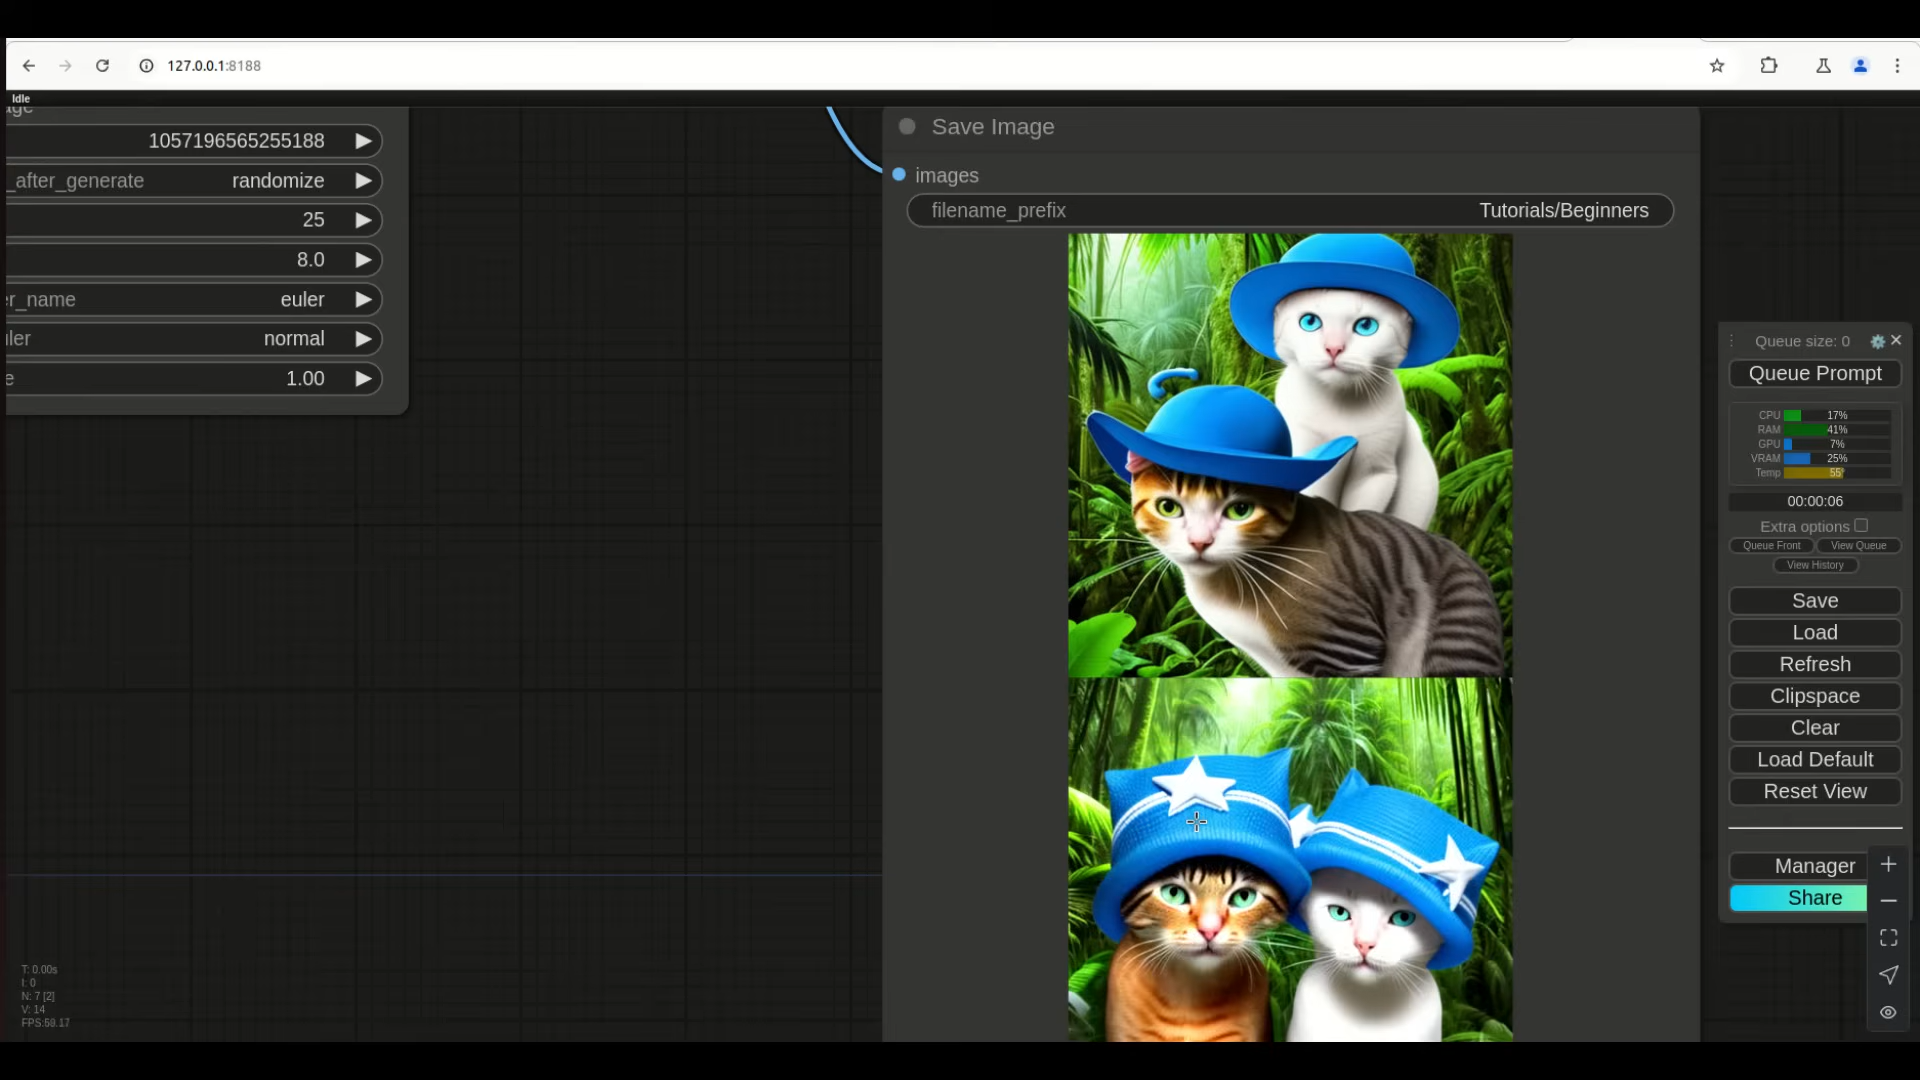 127.0.0.1:8188
Idle
1057196565255188
_after_generate randomize
25
8.0
er_name euler
normal
1.00
Save Image
images
filename_prefix Tutorials/Beginners
Queue size: 0
Queue Prompt
CPU 17%
RAM 41%
GPU 7%
VRAM 25%
Temp 55°
00:00:06
Extra options
Queue Front View Queue
View History
Save
Load
Refresh
Clipspace
Clear
Load Default
Reset View
Manager
Share
T: 0.00s
I: 0
N: 7 [2]
V: 14
FPS:59.17